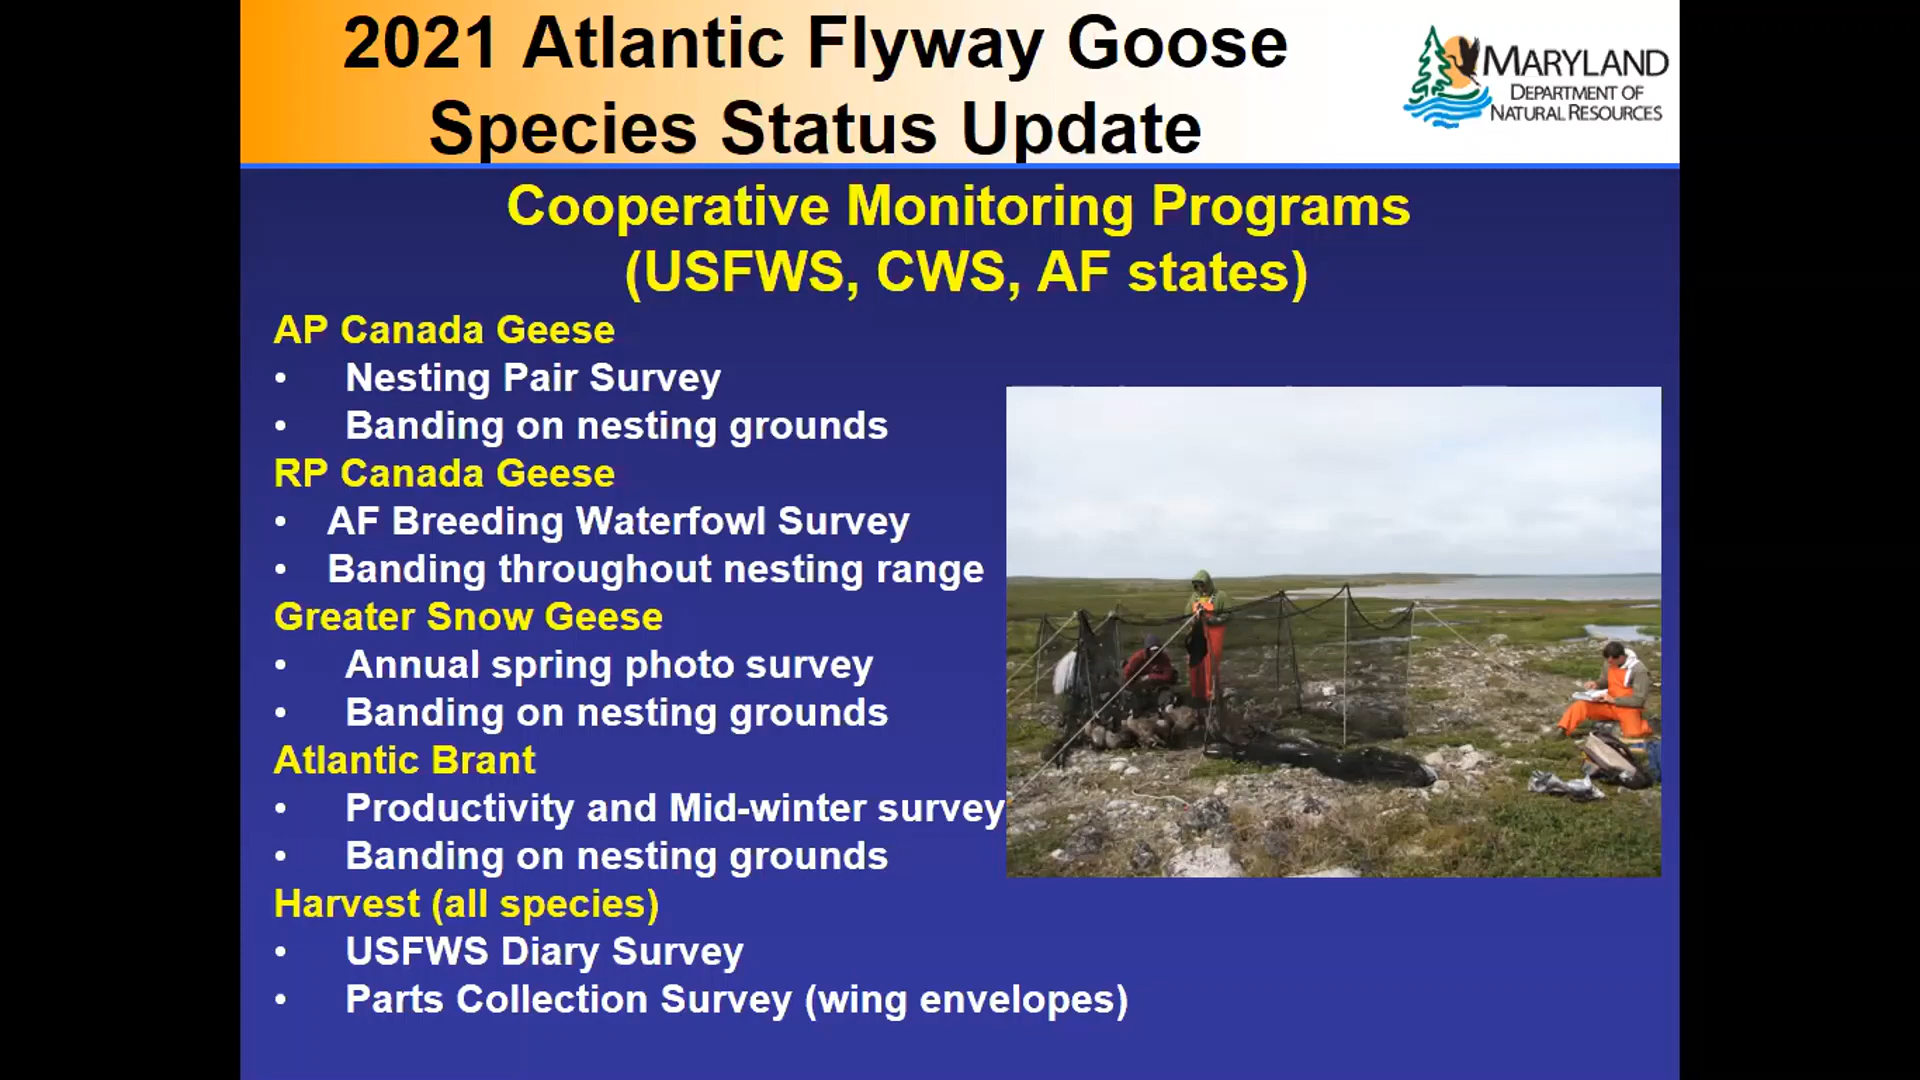 2021 Atlantic Flyway Goose
Species Status Update
MARYLAND
DEPARTMENT OF
NATURAL RESOURCES
Cooperative Monitoring Programs
(USFWS, CWS, AF states)
AP Canada Geese
• Nesting Pair Survey
• Banding on nesting grounds
RP Canada Geese
• AF Breeding Waterfowl Survey
• Banding throughout nesting range
Greater Snow Geese
• Annual spring photo survey
• Banding on nesting grounds
Atlantic Brant
• Productivity and Mid-winter survey
• Banding on nesting grounds
Harvest (all species)
• USFWS Diary Survey
• Parts Collection Survey (wing envelopes)